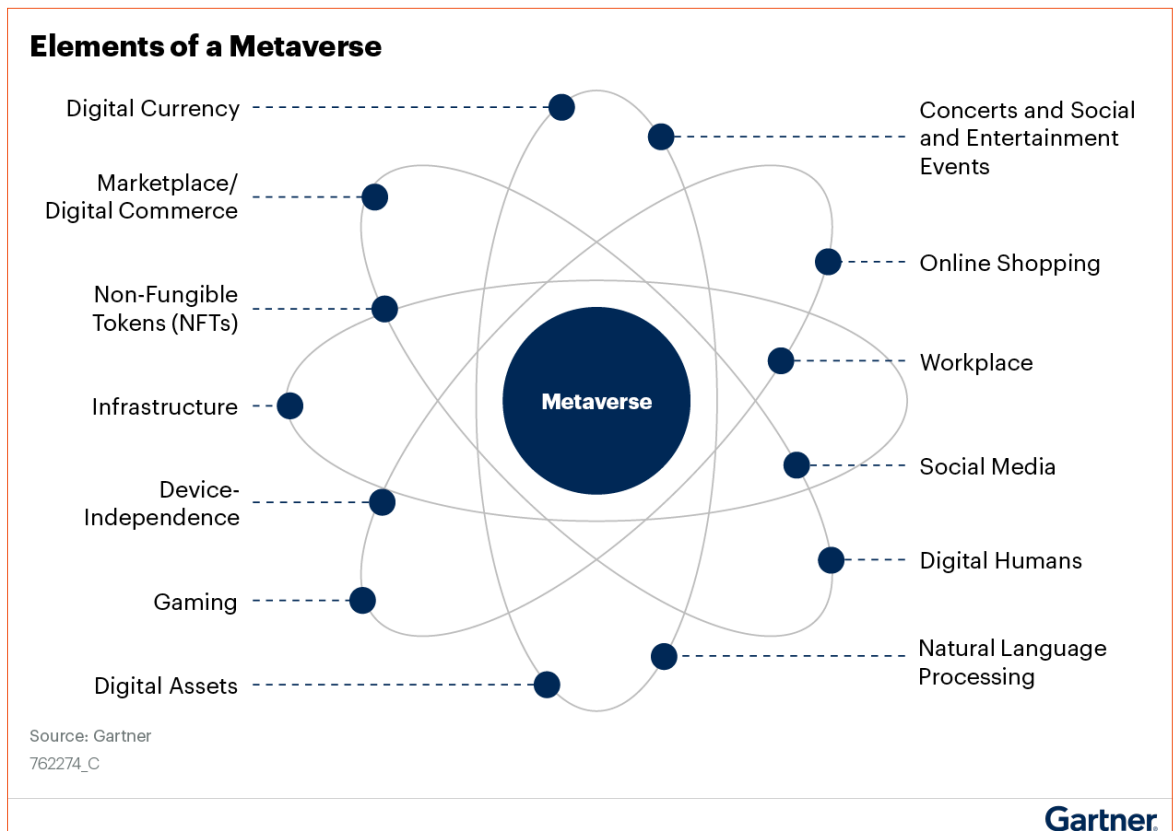 Elements of a Metaverse
Digital Currency
Marketplace/
Digital Commerce
Non-Fungible
Tokens (NFTs)
Infrastructure
Device-
Independence
Gaming
Digital Assets
Metaverse
Concerts and Social
and Entertainment
Events
Online Shopping
Workplace
Social Media
Digital Humans
Natural Language
Processing
Source: Gartner
762274_C
Gartner